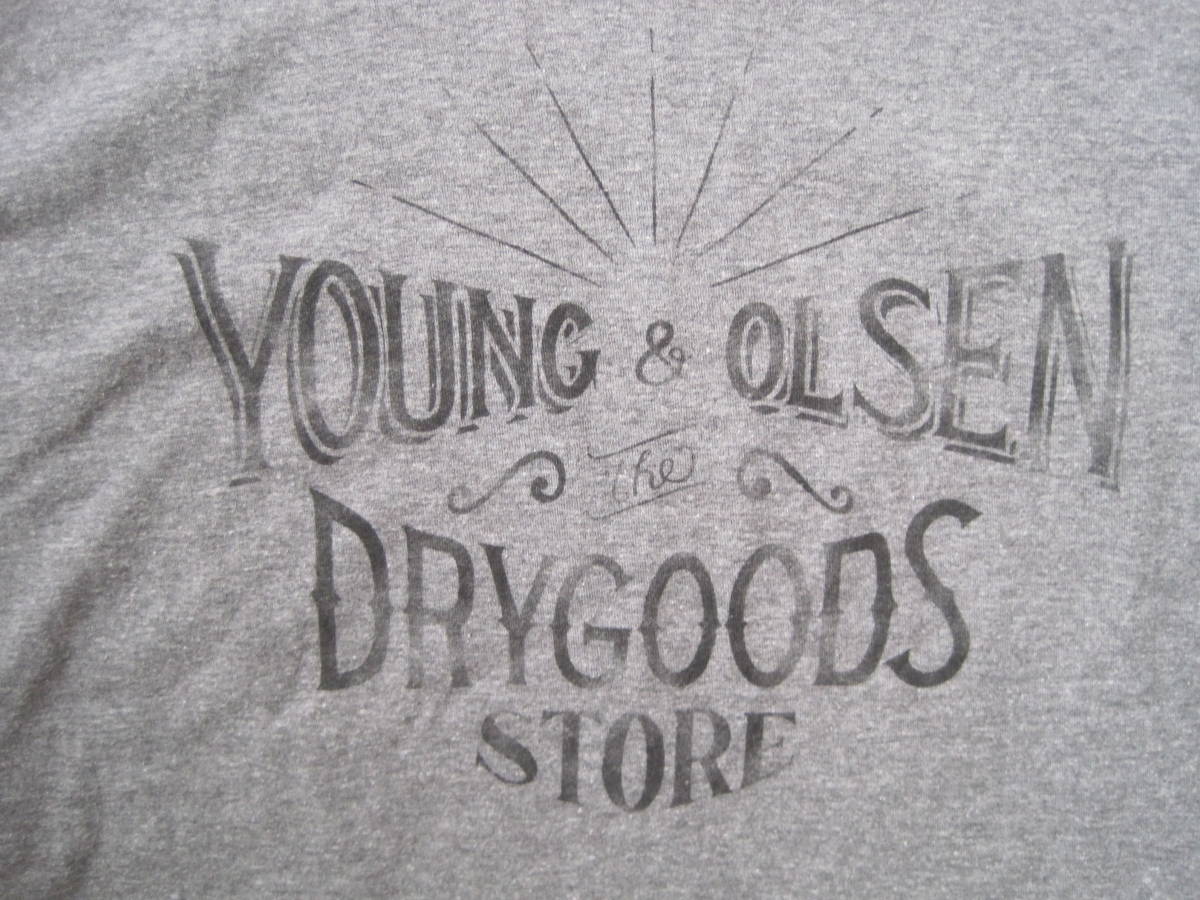 YOUNG & OLSEN
The
DRYGOODS
STORE